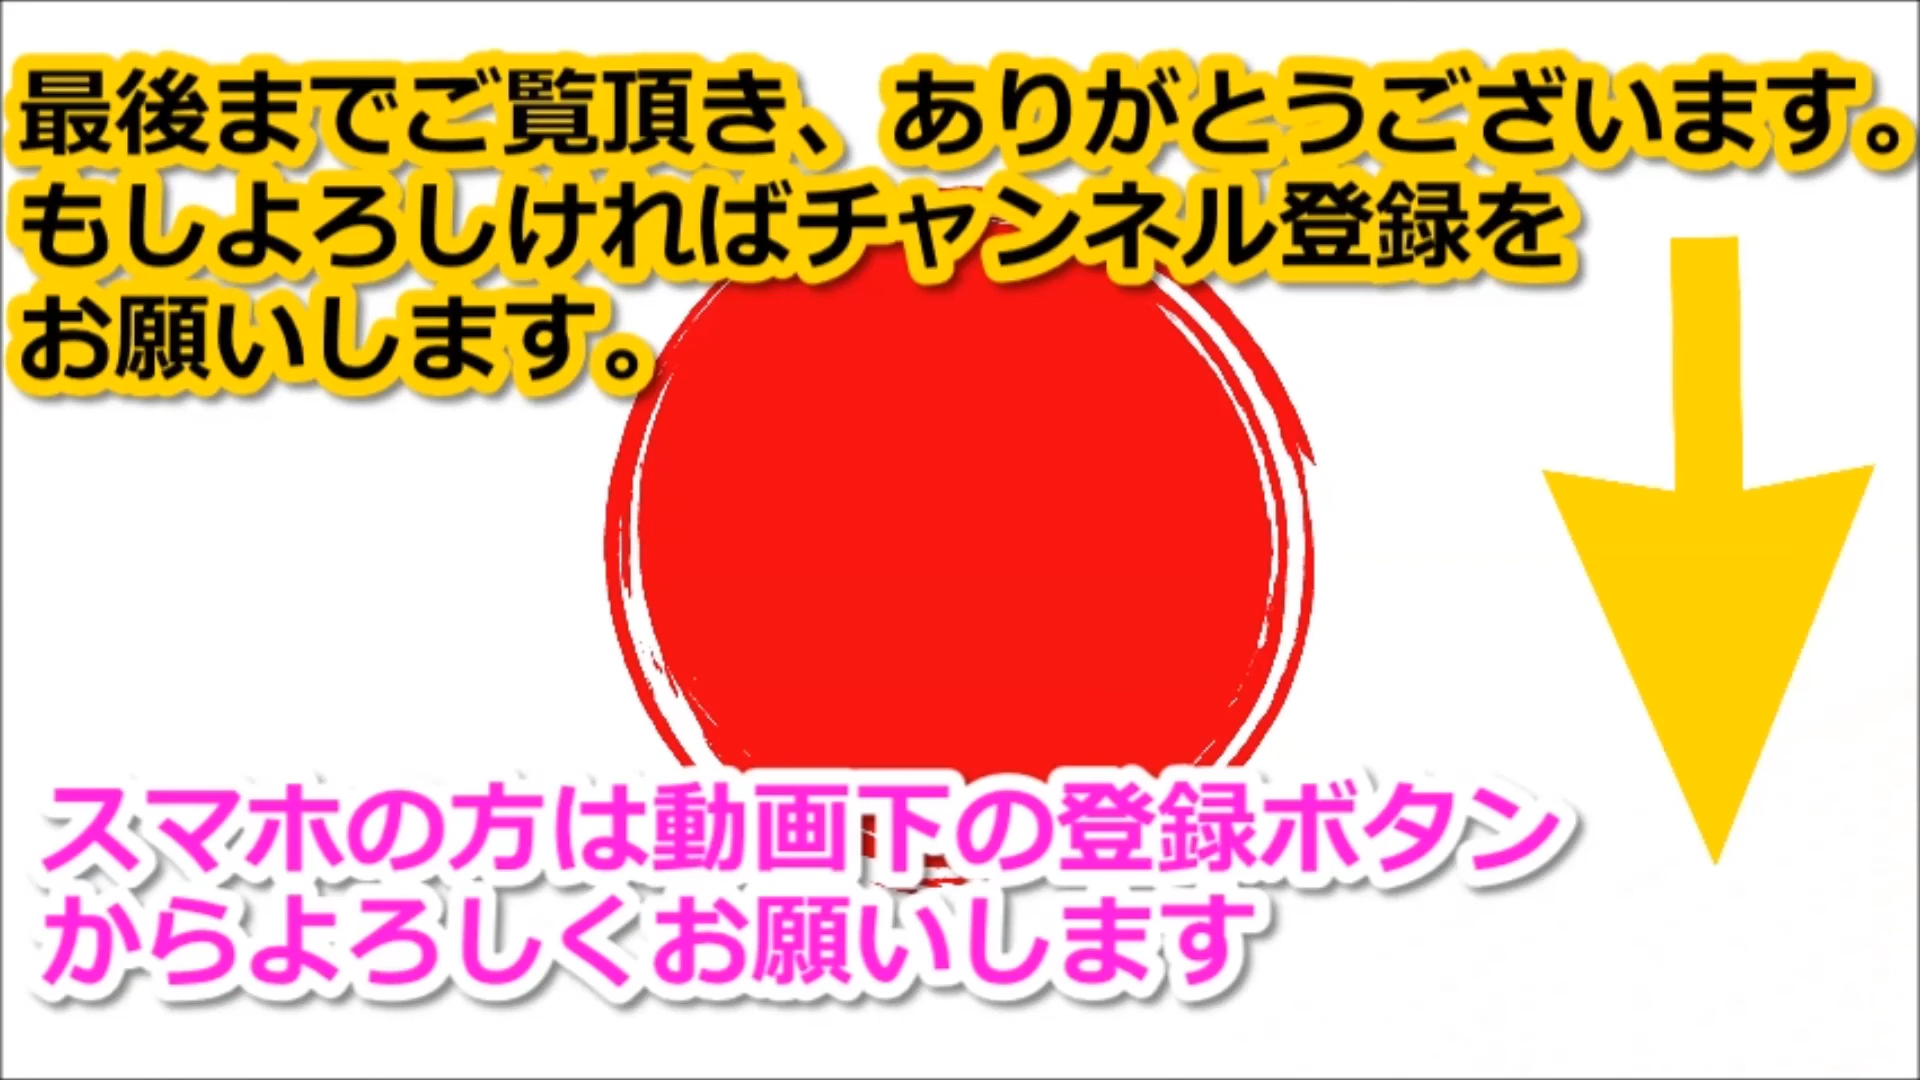 最後までご覧頂き、ありがとうございます。
もしよろしければチャンネル登録を
お願いします。
スマホの方は動画下の登録ボタン
からよろしくお願いします